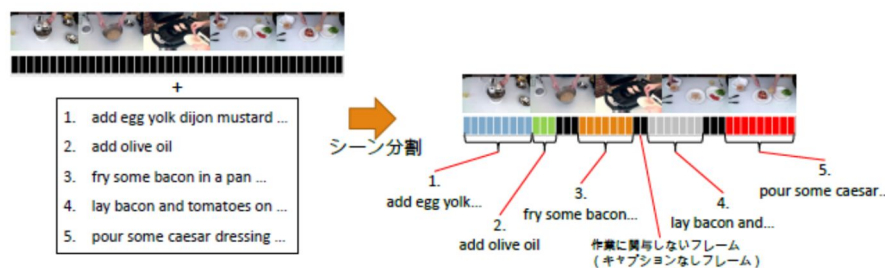 +
1. add egg yolk dijon mustard ...
2. add olive oil
3. fry some bacon in a pan ...
4. lay bacon and tomatoes on ...
5. pour some caesar dressing ...
シーン分割
1.
add egg yolk...
2.
add olive oil
3.
fry some bacon...
作業に関与しないフレーム
(キャプションなしフレーム)
4.
lay bacon and...
5.
pour some caesar...